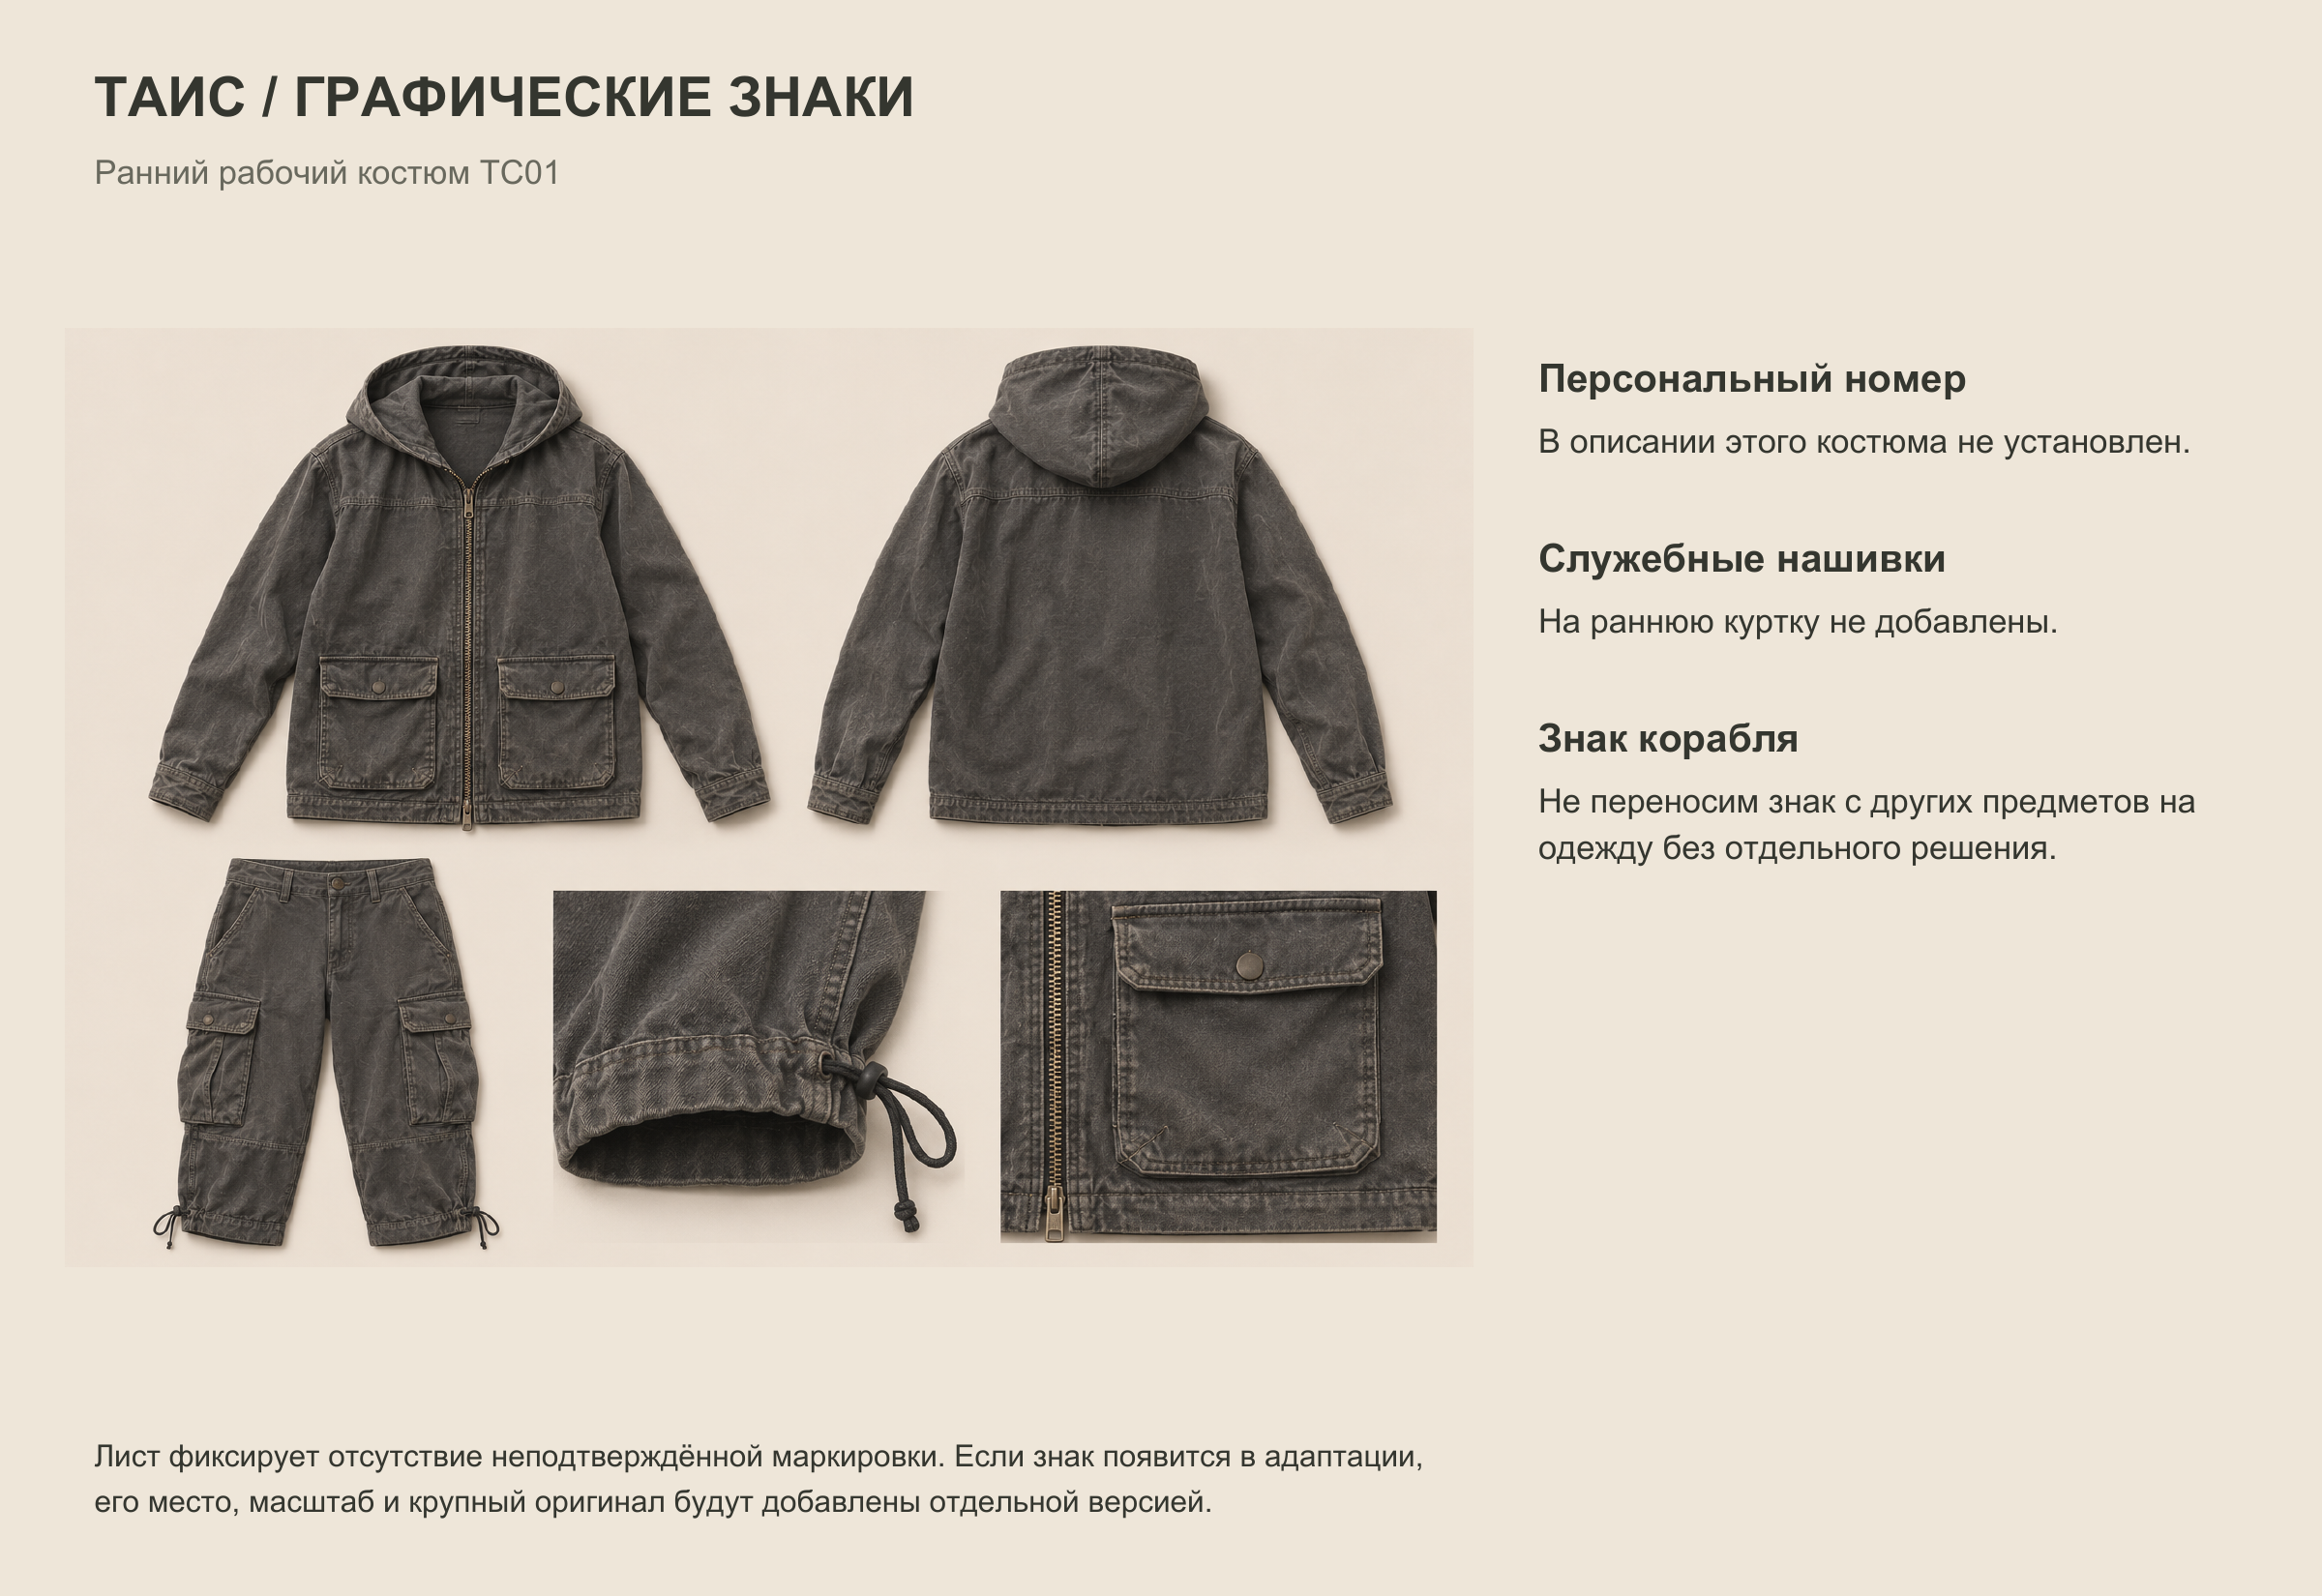 ТАИС / ГРАФИЧЕСКИЕ ЗНАКИ
Ранний рабочий костюм ТС01
Персональный номер
В описании этого костюма не установлен.
Служебные нашивки
На раннюю куртку не добавлены.
Знак корабля
Не переносим знак с других предметов на
одежду без отдельного решения.
Лист фиксирует отсутствие неподтверждённой маркировки. Если знак появится в адаптации,
его место, масштаб и крупный оригинал будут добавлены отдельной версией.